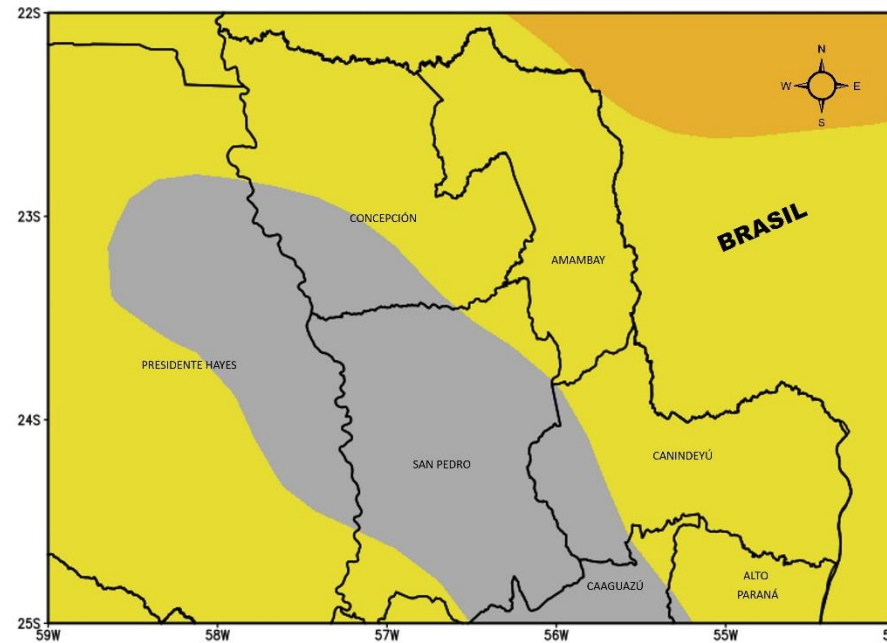 22S
N
W
E
S
BRASIL
23S
CONCEPCIÓN
AMAMBAY
PRESIDENTE HAYES
24S
SAN PEDRO
CANINDEYÚ
CAAGUAZÚ
ALTO
PARANÁ
25S
59W
58W
57W
56W
55W